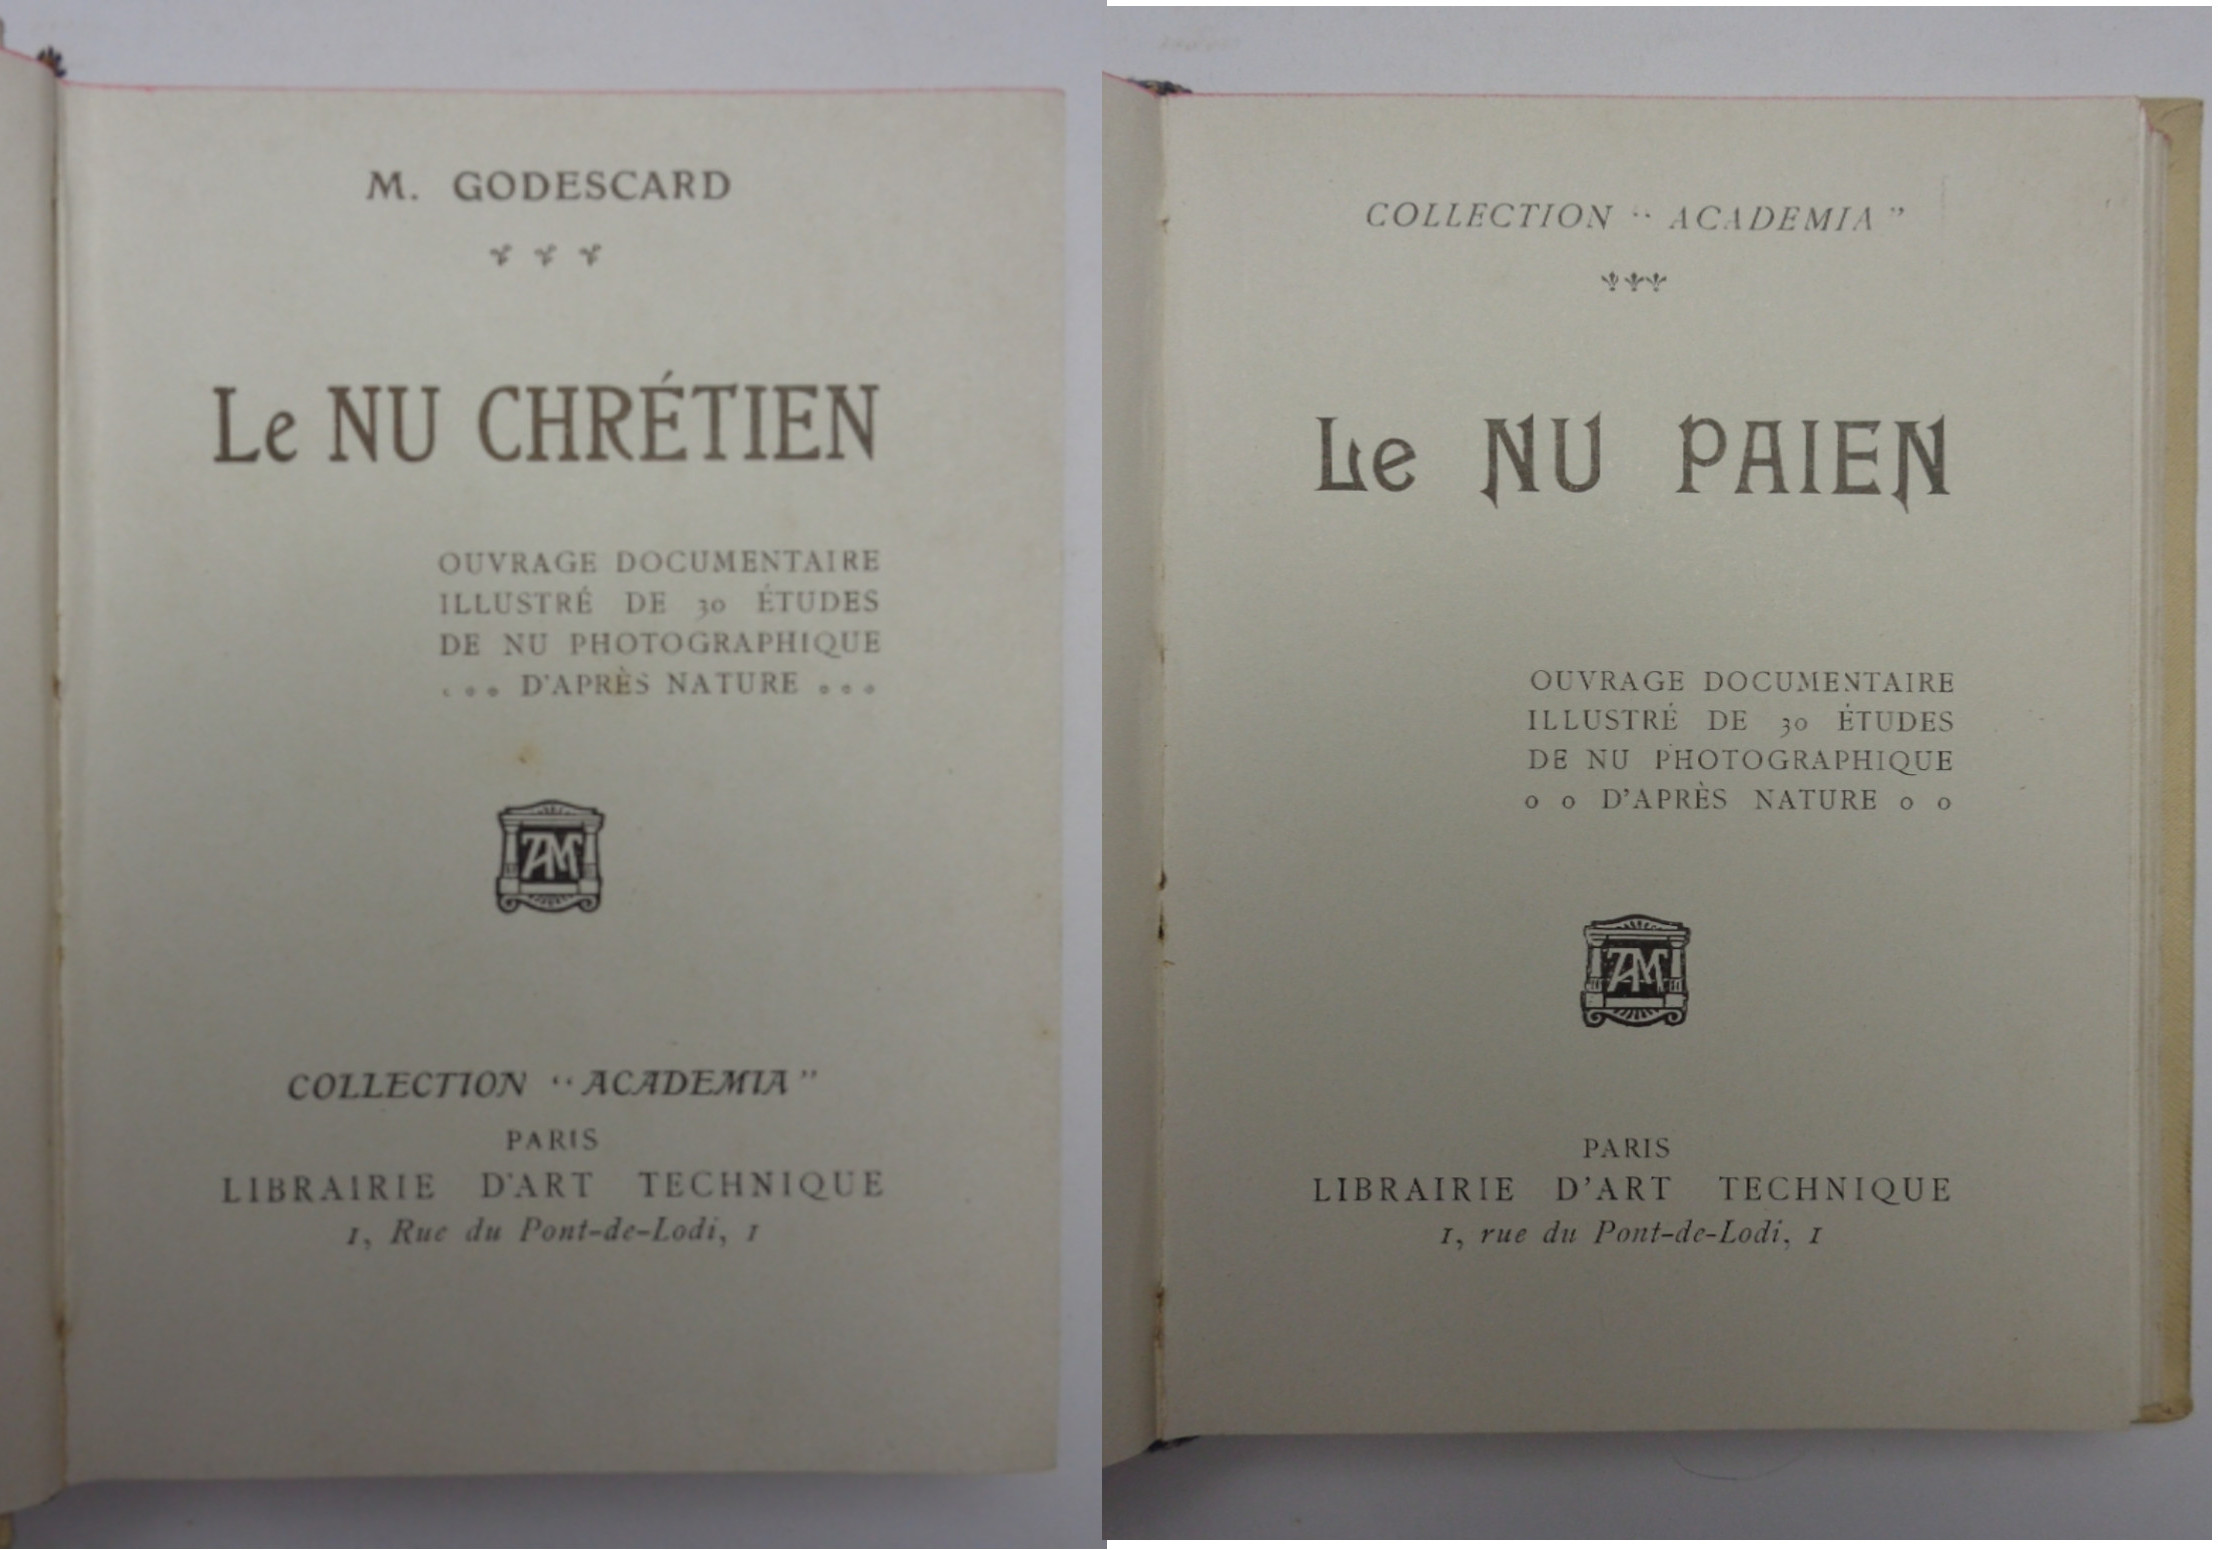 M. GODESCARD
Le NU CHRÉTIEN
OUVRAGE DOCUMENTAIRE
ILLUSTRÉ DE 30 ÉTUDES
DE NU PHOTOGRAPHIQUE
D'APRÈS NATURE
AM
COLLECTION “ ACADEMIA ”
PARIS
LIBRAIRIE D'ART TECHNIQUE
1, Rue du Pont-de-Lodi, 1
COLLECTION “ ACADEMIA ”
Le NU PAIEN
OUVRAGE DOCUMENTAIRE
ILLUSTRÉ DE 30 ÉTUDES
DE NU PHOTOGRAPHIQUE
D'APRÈS NATURE
AM
PARIS
LIBRAIRIE D'ART TECHNIQUE
1, rue du Pont-de-Lodi, 1